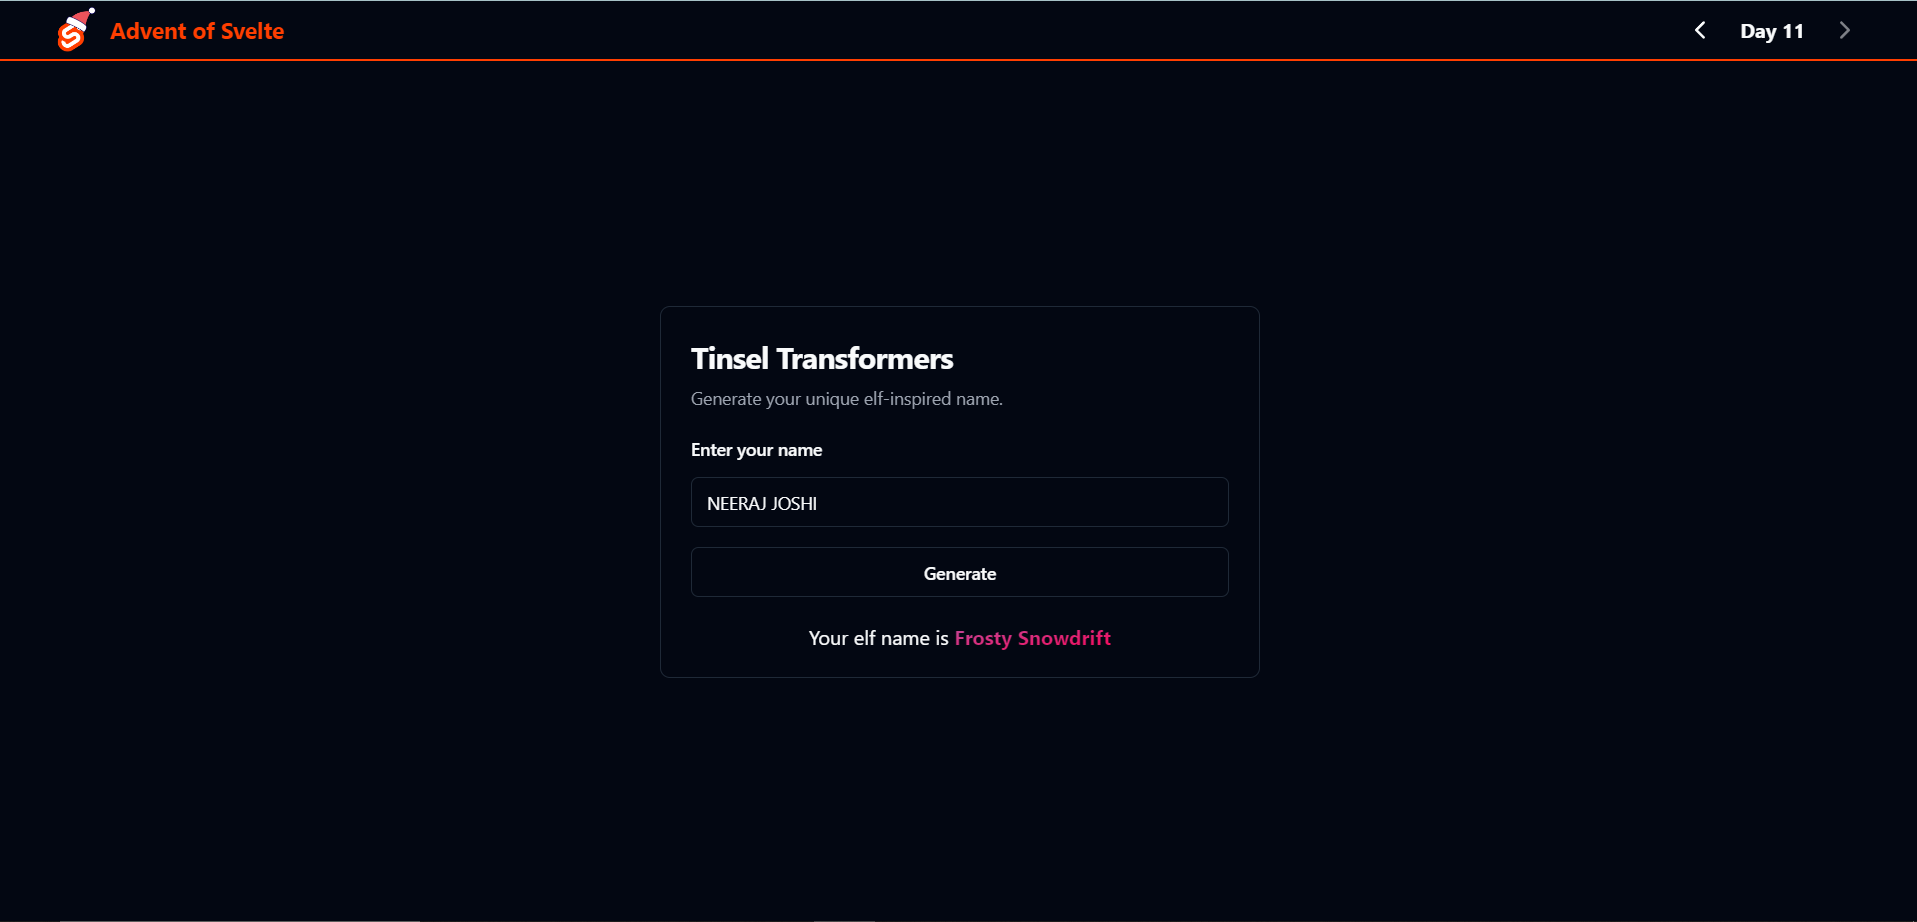 Advent of Svelte
Day 11
Tinsel Transformers
Generate your unique elf-inspired name.
Enter your name
NEERAJ JOSHI
Generate
Your elf name is Frosty Snowdrift